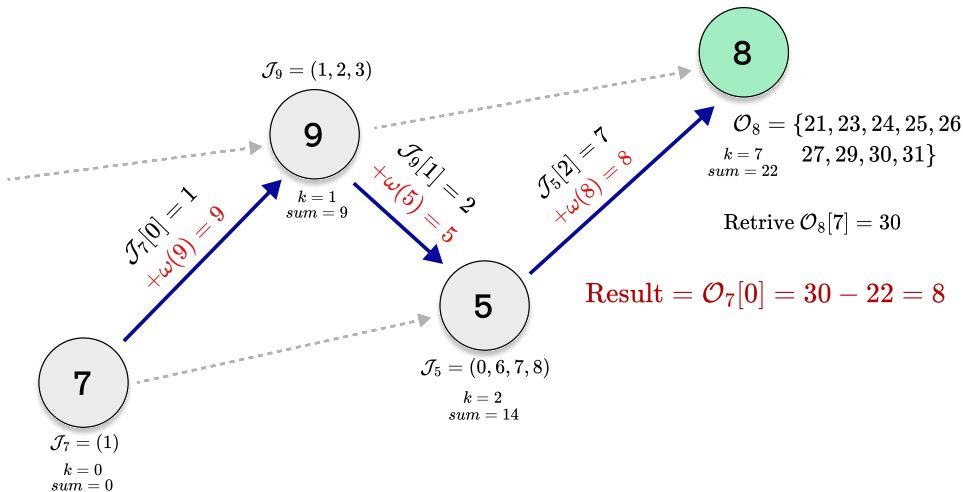 8
𝒥₉ = (1, 2, 3)
9
k = 1
sum = 9
𝒥₇[0] = 1
+ω(9) = 9
𝒥₉[1] = 2
+ω(5) = 5
𝒥₅[2] = 7
+ω(8) = 8
𝒪₈ = {21, 23, 24, 25, 26
27, 29, 30, 31}
k = 7
sum = 22
Retrive 𝒪₈[7] = 30
Result = 𝒪₇[0] = 30 − 22 = 8
5
𝒥₅ = (0, 6, 7, 8)
k = 2
sum = 14
7
𝒥₇ = (1)
k = 0
sum = 0